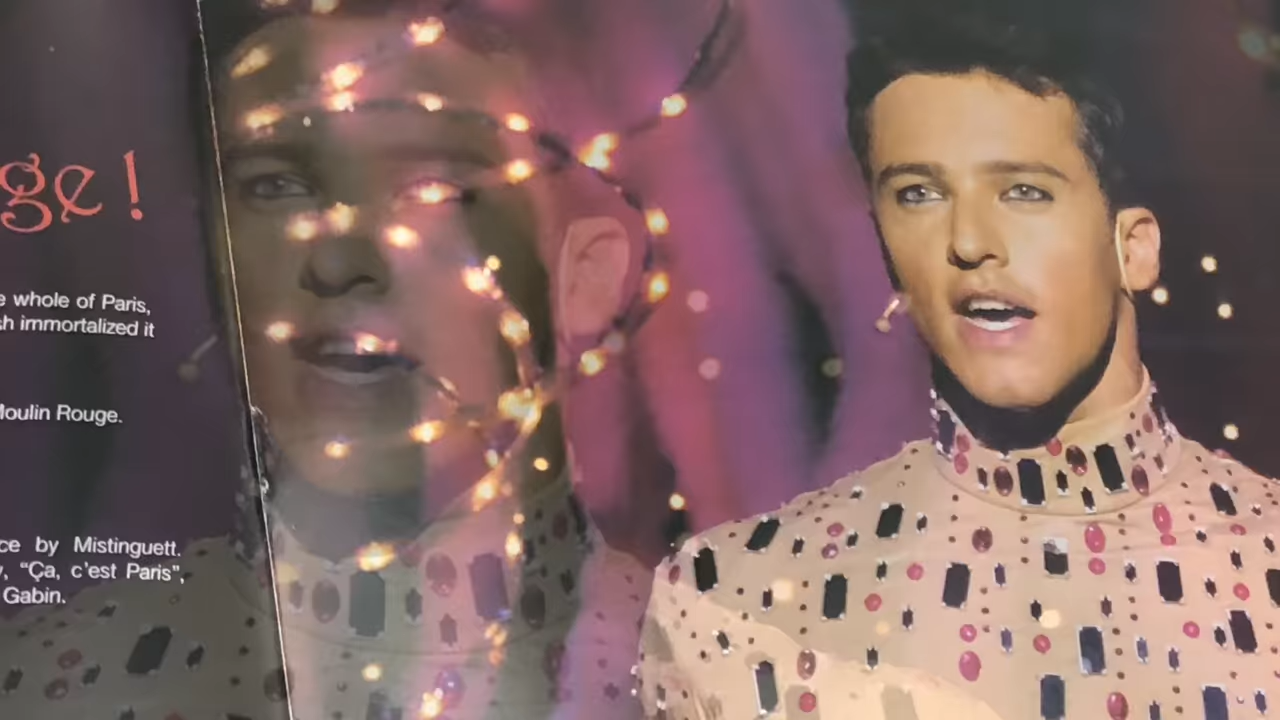 ge !
e whole of Paris,
sh immortalized it
Moulin Rouge.
ce by Mistinguett.
, “Ça, c'est Paris”,
Gabin.